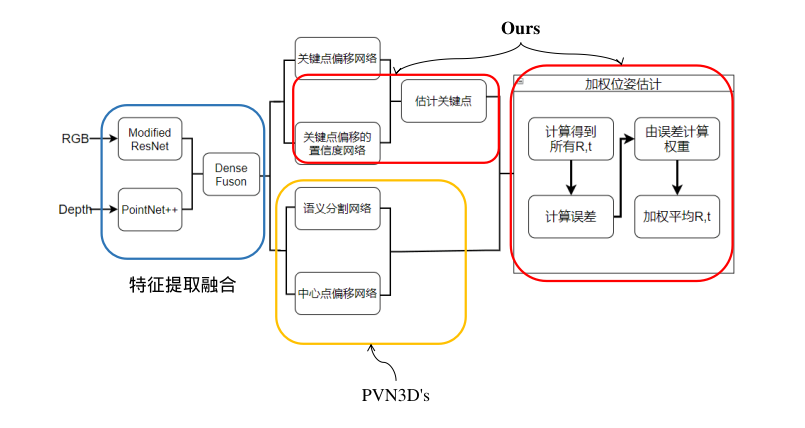 Ours
关键点偏移网络
加权位姿估计
估计关键点
RGB
Modified
ResNet
关键点偏移的
置信度网络
计算得到
所有R,t
由误差计算
权重
Dense
Fuson
Depth
PointNet++
语义分割网络
计算误差
加权平均R,t
特征提取融合
中心点偏移网络
PVN3D's